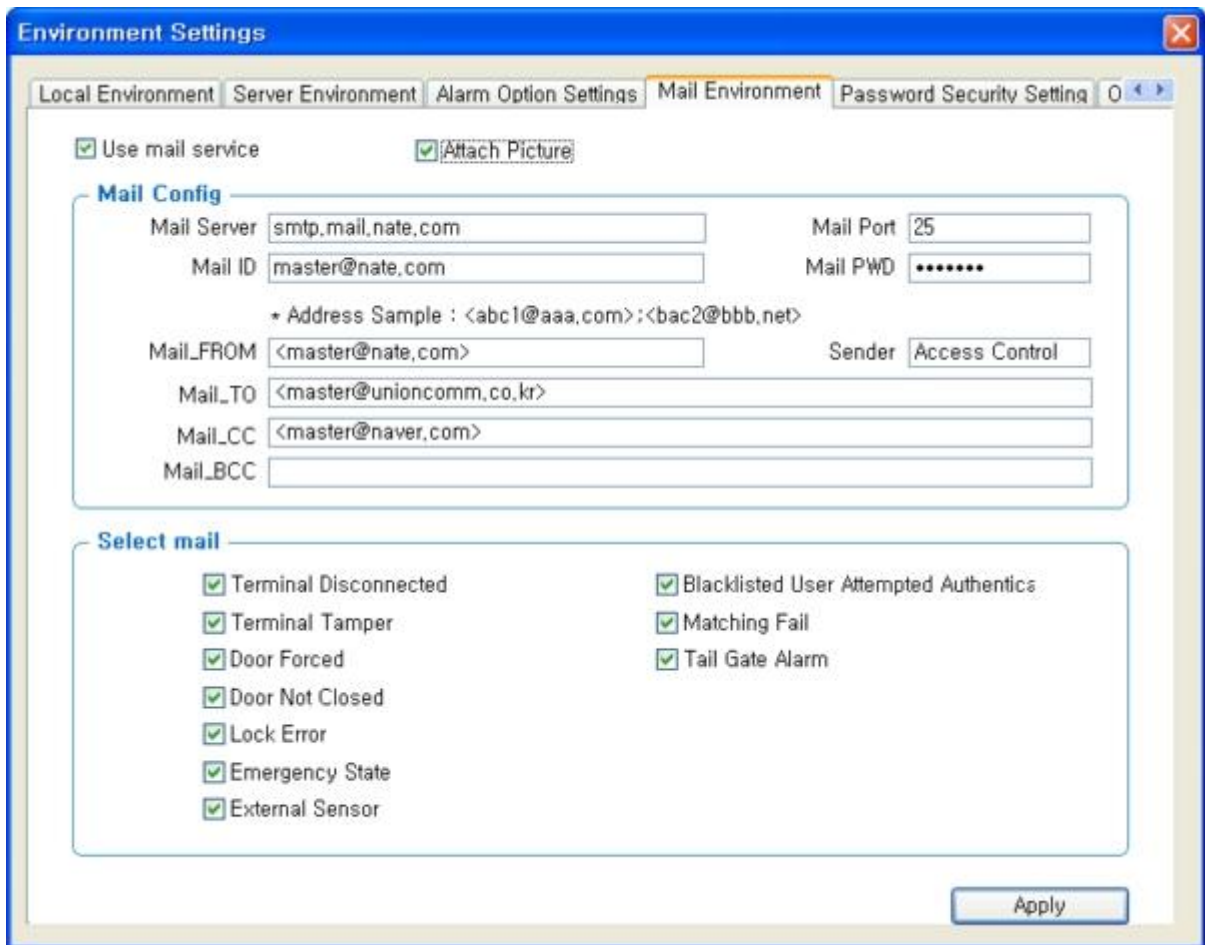 Environment Settings
Local Environment Server Environment Alarm Option Settings Mail Environment Password Security Setting O
Use mail service Attach Picture
Mail Config
Mail Server smtp.mail.nate.com Mail Port 25
Mail ID master@nate.com Mail PWD •••••••
* Address Sample : <abc1@aaa.com>;<bac2@bbb.net>
Mail_FROM <master@nate.com> Sender Access Control
Mail_TO <master@unioncomm.co.kr>
Mail_CC <master@naver.com>
Mail_BCC
Select mail
Terminal Disconnected Blacklisted User Attempted Authentica
Terminal Tamper Matching Fail
Door Forced Tail Gate Alarm
Door Not Closed
Lock Error
Emergency State
External Sensor
Apply